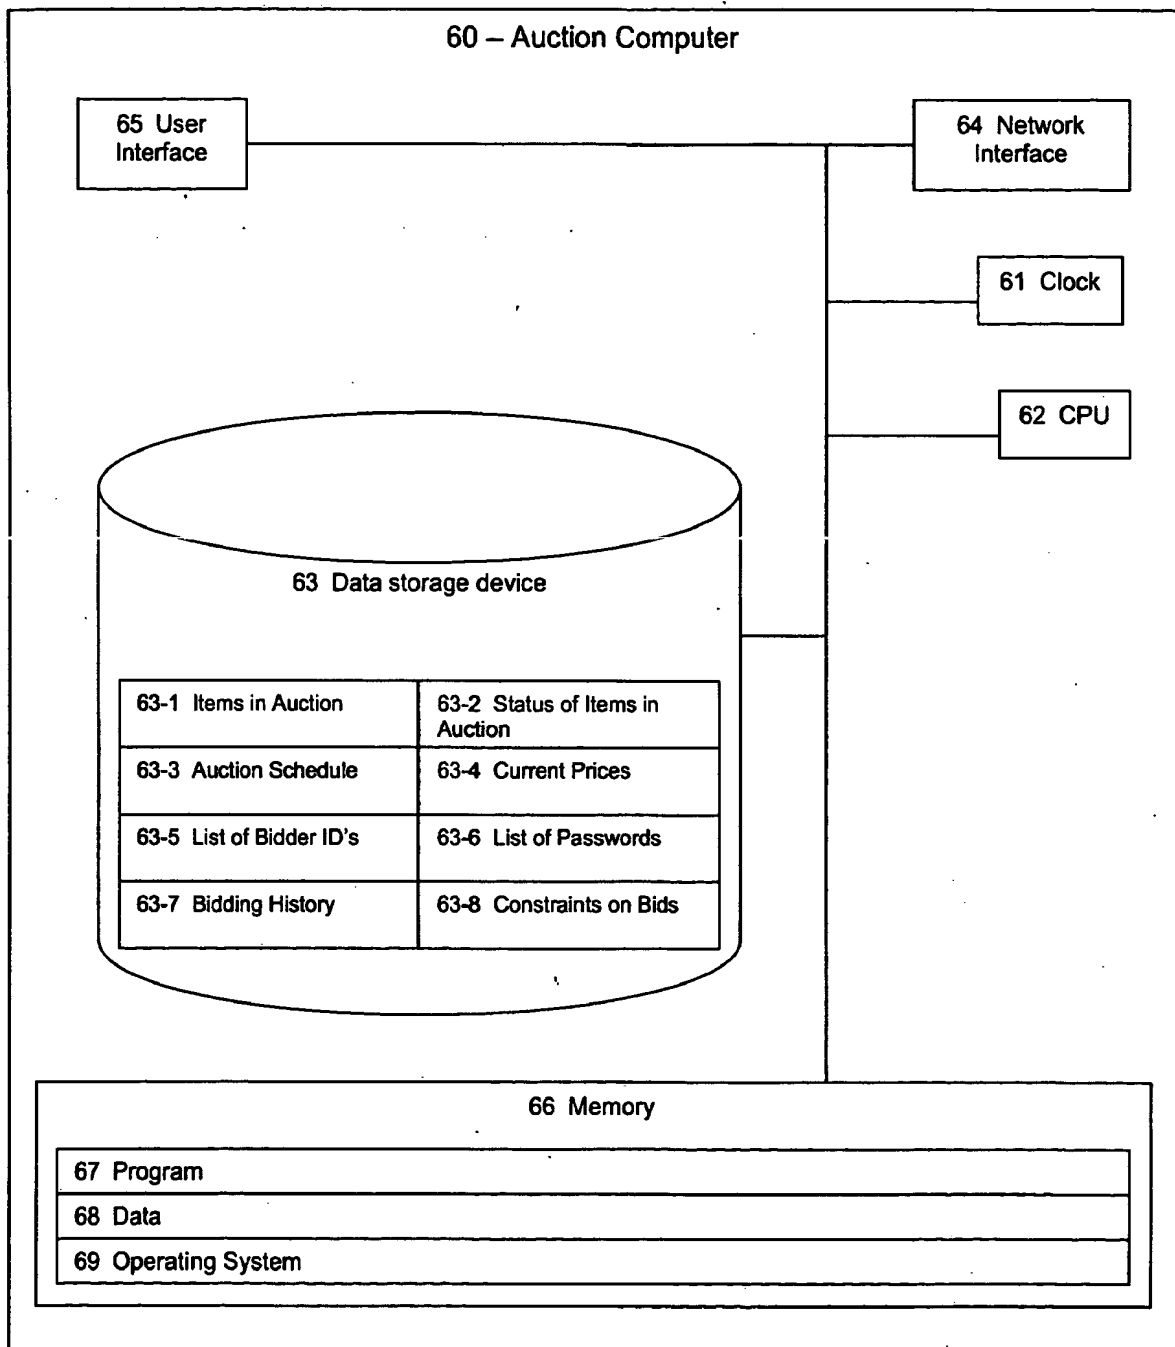 60 – Auction Computer
65 User
Interface
64 Network
Interface
61 Clock
62 CPU
63 Data storage device
63-1 Items in Auction
63-2 Status of Items in
Auction
63-3 Auction Schedule
63-4 Current Prices
63-5 List of Bidder ID's
63-6 List of Passwords
63-7 Bidding History
63-8 Constraints on Bids
66 Memory
67 Program
68 Data
69 Operating System